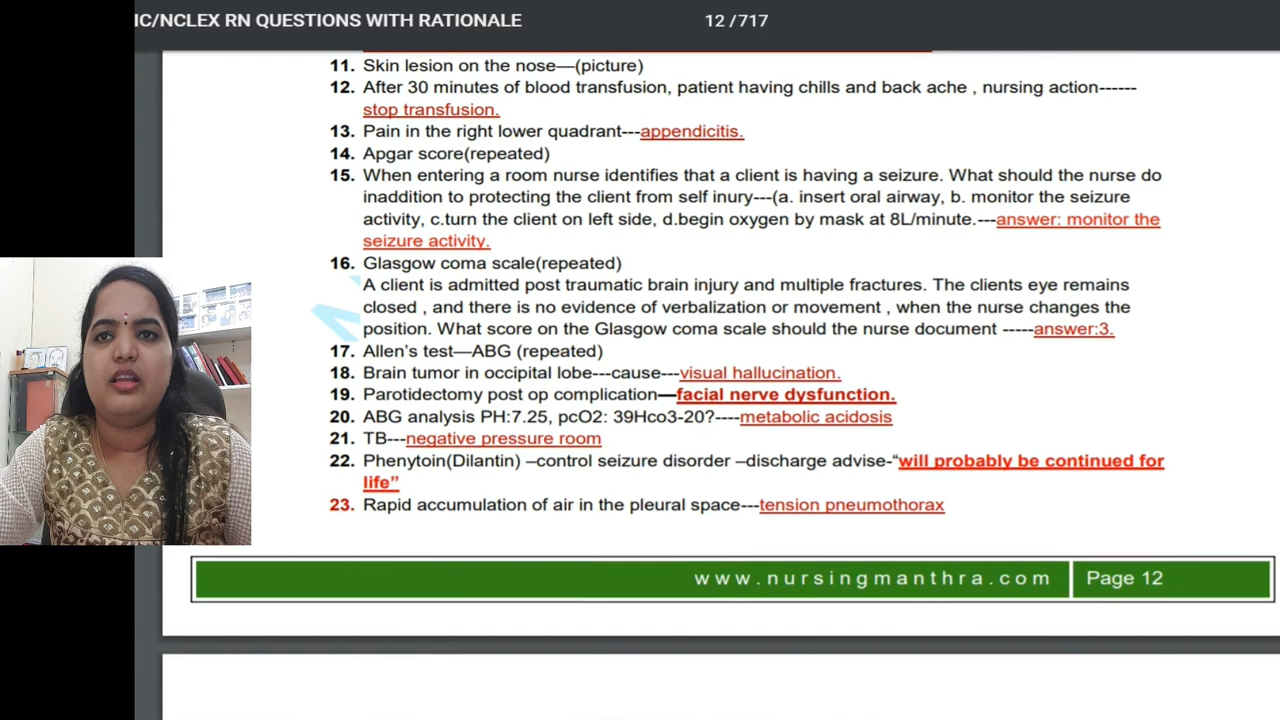 IC/NCLEX RN QUESTIONS WITH RATIONALE
12 /717
11. Skin lesion on the nose—(picture)
12. After 30 minutes of blood transfusion, patient having chills and back ache , nursing action------
stop transfusion.
13. Pain in the right lower quadrant---appendicitis.
14. Apgar score(repeated)
15. When entering a room nurse identifies that a client is having a seizure. What should the nurse do
inaddition to protecting the client from self inury---(a. insert oral airway, b. monitor the seizure
activity, c.turn the client on left side, d.begin oxygen by mask at 8L/minute.---answer: monitor the
seizure activity.
16. Glasgow coma scale(repeated)
A client is admitted post traumatic brain injury and multiple fractures. The clients eye remains
closed , and there is no evidence of verbalization or movement , when the nurse changes the
position. What score on the Glasgow coma scale should the nurse document -----answer:3.
17. Allen's test—ABG (repeated)
18. Brain tumor in occipital lobe---cause---visual hallucination.
19. Parotidectomy post op complication—facial nerve dysfunction.
20. ABG analysis PH:7.25, pcO2: 39Hco3-20?----metabolic acidosis
21. TB---negative pressure room
22. Phenytoin(Dilantin) –control seizure disorder –discharge advise-“will probably be continued for
life”
23. Rapid accumulation of air in the pleural space---tension pneumothorax
www.nursingmanthra.com
Page 12